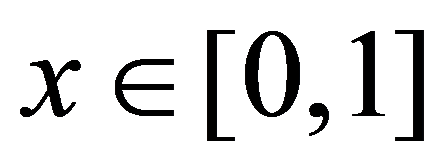 x ∈ [0,1]